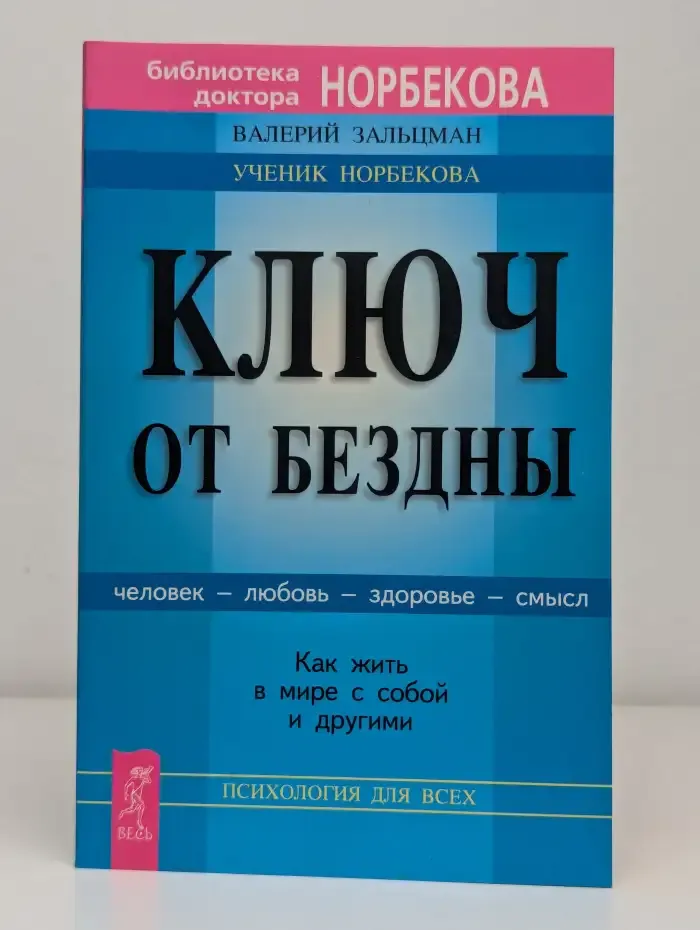 библиотека
доктора НОРБЕКОВА
ВАЛЕРИЙ ЗАЛЬЦМАН
УЧЕНИК НОРБЕКОВА
КЛЮЧ
ОТ БЕЗДНЫ
человек – любовь – здоровье – смысл
Как жить
в мире с собой
и другими
ПСИХОЛОГИЯ ДЛЯ ВСЕХ
ВЕСЬ